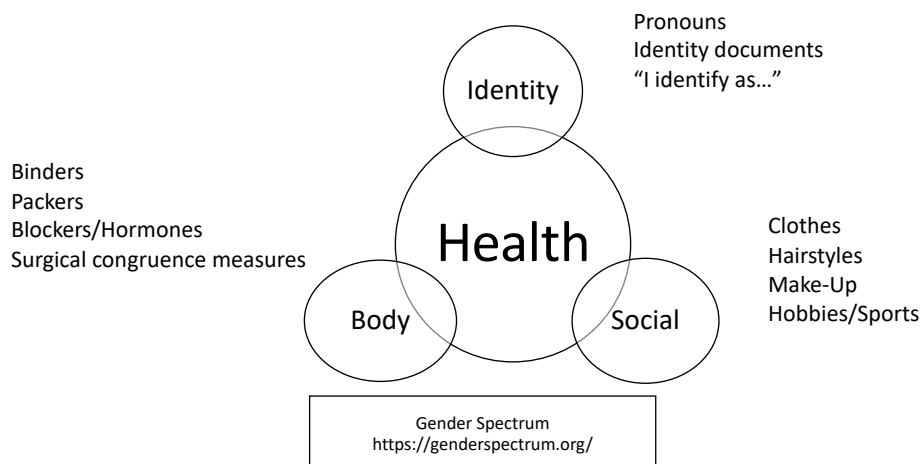 Pronouns
Identity documents
“I identify as…”
Identity
Binders
Packers
Blockers/Hormones
Surgical congruence measures
Health
Clothes
Hairstyles
Make-Up
Hobbies/Sports
Body
Social
Gender Spectrum
https://genderspectrum.org/